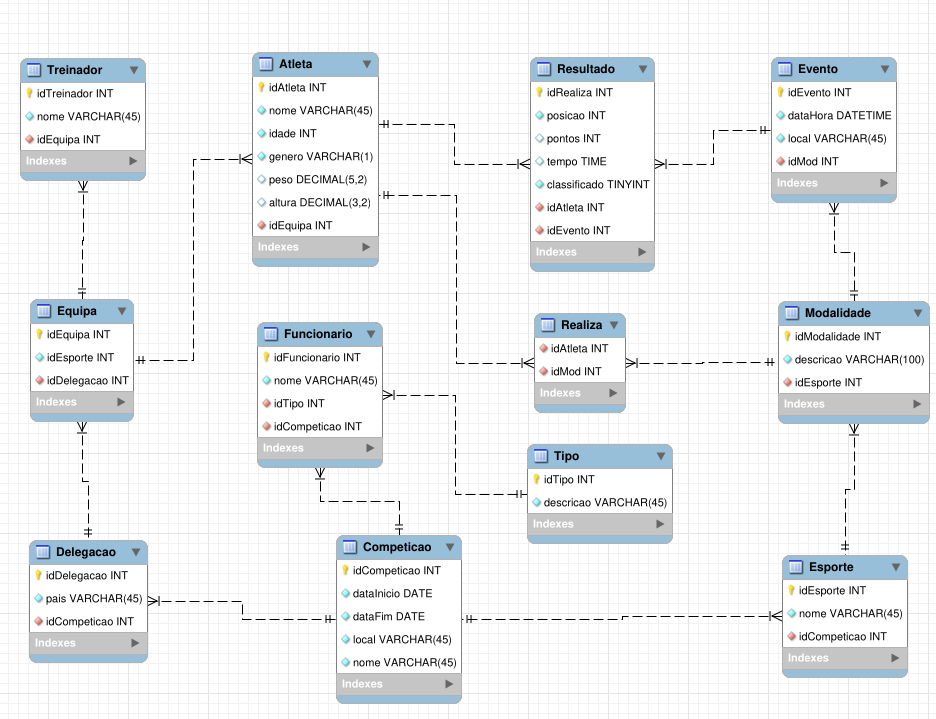 Treinador
idTreinador INT
nome VARCHAR(45)
idEquipa INT
Indexes
Atleta
idAtleta INT
nome VARCHAR(45)
idade INT
genero VARCHAR(1)
peso DECIMAL(5,2)
altura DECIMAL(3,2)
idEquipa INT
Indexes
Resultado
idRealiza INT
posicao INT
pontos INT
tempo TIME
classificado TINYINT
idAtleta INT
idEvento INT
Indexes
Evento
idEvento INT
dataHora DATETIME
local VARCHAR(45)
idMod INT
Indexes
Equipa
idEquipa INT
idEsporte INT
idDelegacao INT
Indexes
Funcionario
idFuncionario INT
nome VARCHAR(45)
idTipo INT
idCompeticao INT
Indexes
Realiza
idAtleta INT
idMod INT
Indexes
Modalidade
idModalidade INT
descricao VARCHAR(100)
idEsporte INT
Indexes
Tipo
idTipo INT
descricao VARCHAR(45)
Indexes
Delegacao
idDelegacao INT
pais VARCHAR(45)
idCompeticao INT
Indexes
Competicao
idCompeticao INT
dataInicio DATE
dataFim DATE
local VARCHAR(45)
nome VARCHAR(45)
Indexes
Esporte
idEsporte INT
nome VARCHAR(45)
idCompeticao INT
Indexes